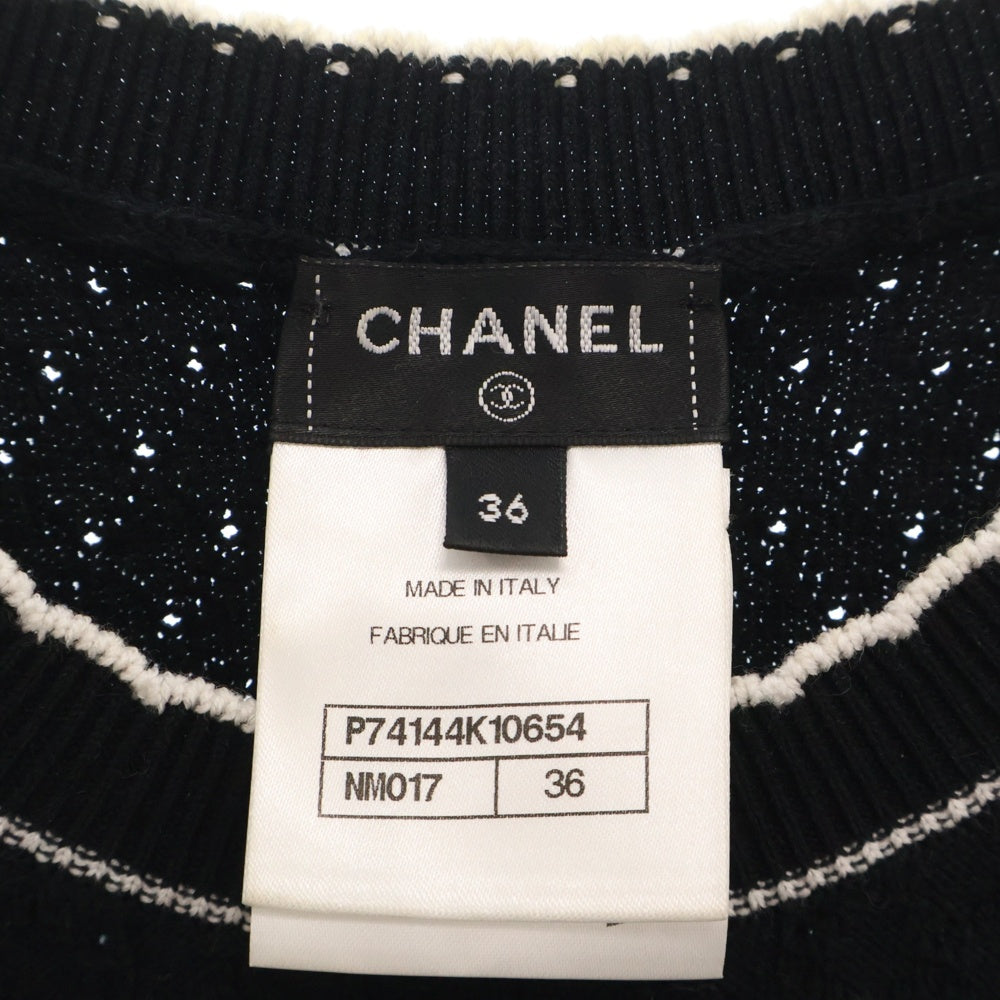 CHANEL
36
MADE IN ITALY
FABRIQUE EN ITALIE
P74144K10654
NM017 36